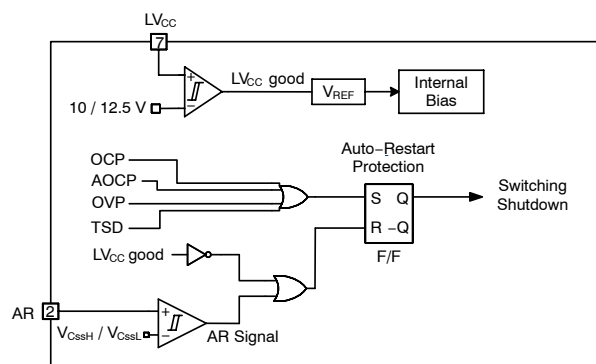 LVCC
7
LVCC good
10 / 12.5 V
+
−
VREF
Internal
Bias
OCP
AOCP
OVP
TSD
Auto−Restart
Protection
S Q
R −Q
F/F
Switching
Shutdown
LVCC good
AR 2
+
−
VCssH / VCssL
AR Signal